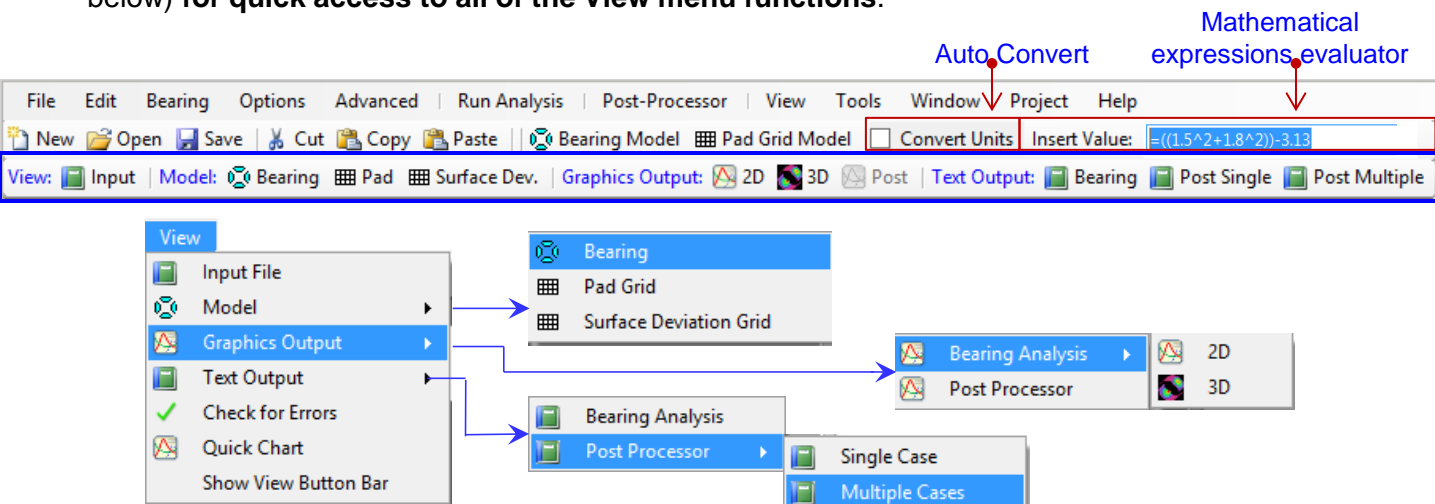 below) for quick access to all of the View menu functions.
Mathematical
Auto Convert expressions evaluator
File Edit Bearing Options Advanced | Run Analysis | Post-Processor | View Tools Window Project Help
New Open Save | Cut Copy Paste || Bearing Model Pad Grid Model Convert Units Insert Value: =((1.5^2+1.8^2))-3.13
View: Input | Model: Bearing Pad Surface Dev. | Graphics Output: 2D 3D Post | Text Output: Bearing Post Single Post Multiple
View
Input File
Model
Graphics Output
Text Output
Check for Errors
Quick Chart
Show View Button Bar
Bearing
Pad Grid
Surface Deviation Grid
Bearing Analysis
Post Processor
2D
3D
Bearing Analysis
Post Processor
Single Case
Multiple Cases